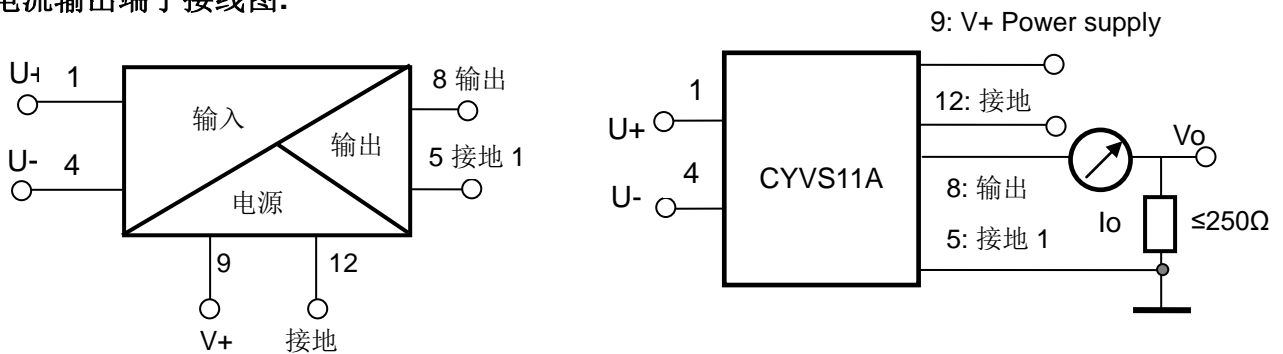 电流输出端子接线图:
U+ 1
输入
8 输出
U- 4
输出
5 接地 1
电源
9
12
V+
接地
9: V+ Power supply
1
U+
12: 接地
Vo
4
U-
CYVS11A
8: 输出
Io
≤250Ω
5: 接地 1